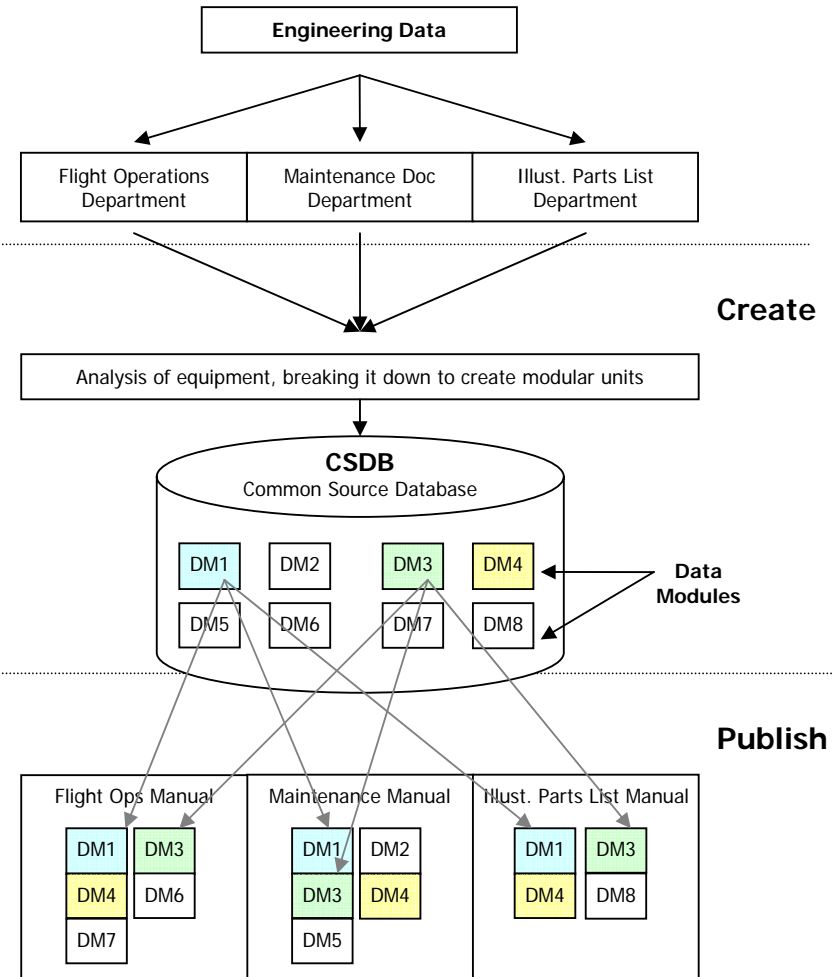 Engineering Data
Flight Operations
Department
Maintenance Doc
Department
Illust. Parts List
Department
Create
Analysis of equipment, breaking it down to create modular units
CSDB
Common Source Database
DM1
DM2
DM3
DM4
Data
Modules
DM5
DM6
DM7
DM8
Publish
Flight Ops Manual
DM1
DM3
DM4
DM6
DM7
Maintenance Manual
DM1
DM2
DM3
DM4
DM5
Illust. Parts List Manual
DM1
DM3
DM4
DM8